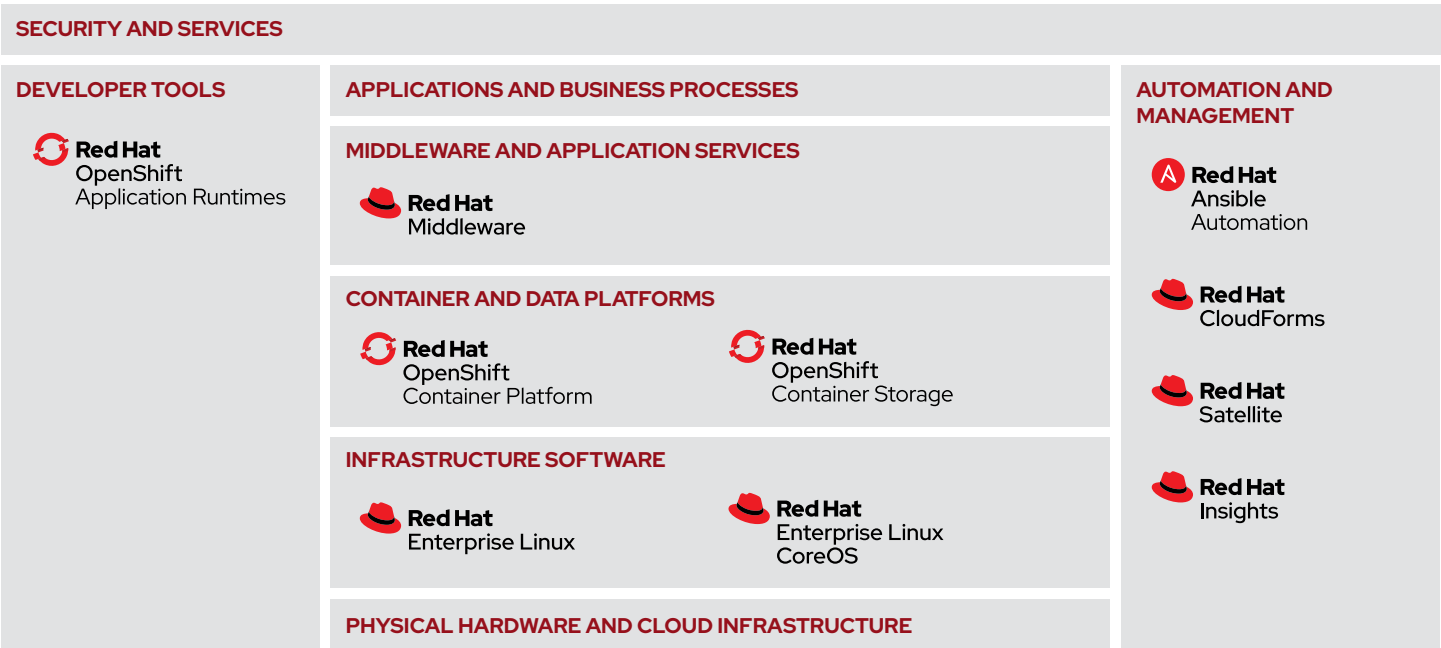 SECURITY AND SERVICES
DEVELOPER TOOLS
Red Hat
OpenShift
Application Runtimes
APPLICATIONS AND BUSINESS PROCESSES
MIDDLEWARE AND APPLICATION SERVICES
Red Hat
Middleware
CONTAINER AND DATA PLATFORMS
Red Hat
OpenShift
Container Platform
Red Hat
OpenShift
Container Storage
INFRASTRUCTURE SOFTWARE
Red Hat
Enterprise Linux
Red Hat
Enterprise Linux
CoreOS
PHYSICAL HARDWARE AND CLOUD INFRASTRUCTURE
AUTOMATION AND
MANAGEMENT
Red Hat
Ansible
Automation
Red Hat
CloudForms
Red Hat
Satellite
Red Hat
Insights